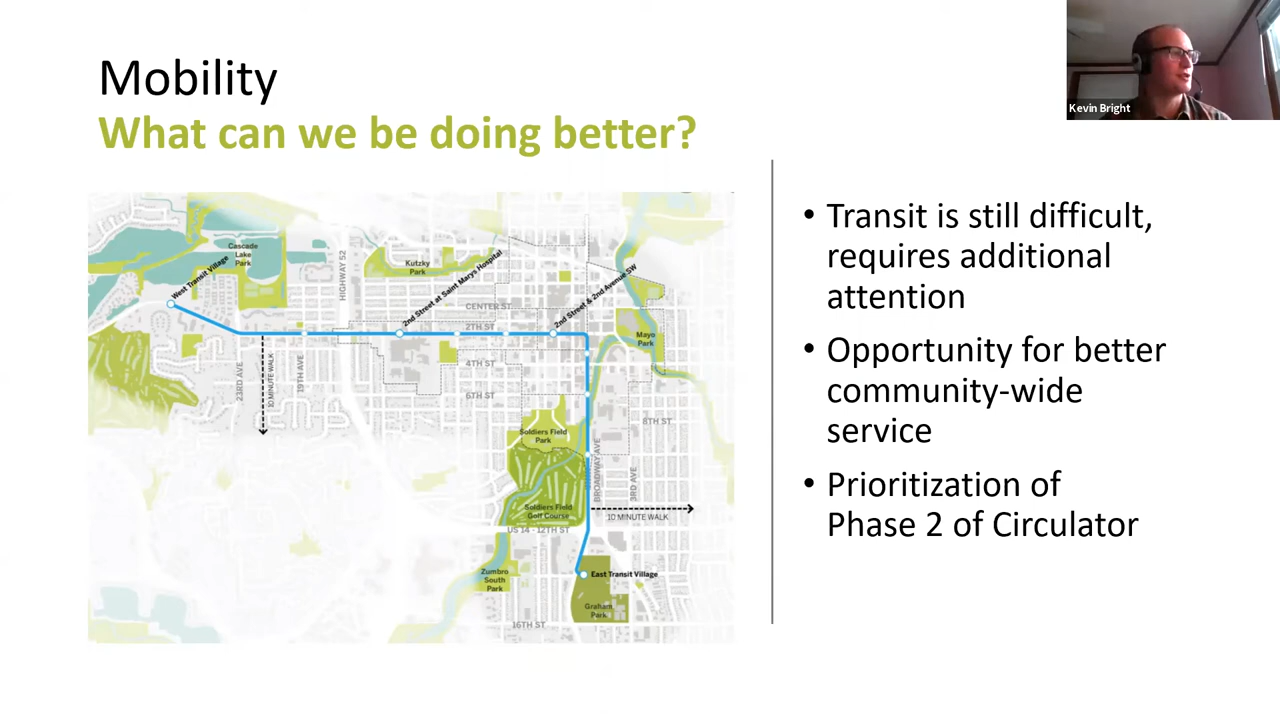 Mobility
What can we be doing better?
Kevin Bright
Cascade
Lake
Park
West Transit Village
HIGHWAY 52
Kutzky
Park
2nd Street at Saint Marys Hospital
2nd Street & 2nd Avenue SW
CENTER ST
2TH ST
Mayo
Park
4TH ST
23RD AVE
10 MINUTE WALK
19TH AVE
6TH ST
8TH ST
Soldiers Field
Park
BROADWAY AVE
3RD AVE
Soldiers Field
Golf Course
10 MINUTE WALK
US 14 - 12TH ST
Zumbro
South
Park
East Transit Village
Graham
Park
16TH ST
• Transit is still difficult,
requires additional
attention
• Opportunity for better
community-wide
service
• Prioritization of
Phase 2 of Circulator